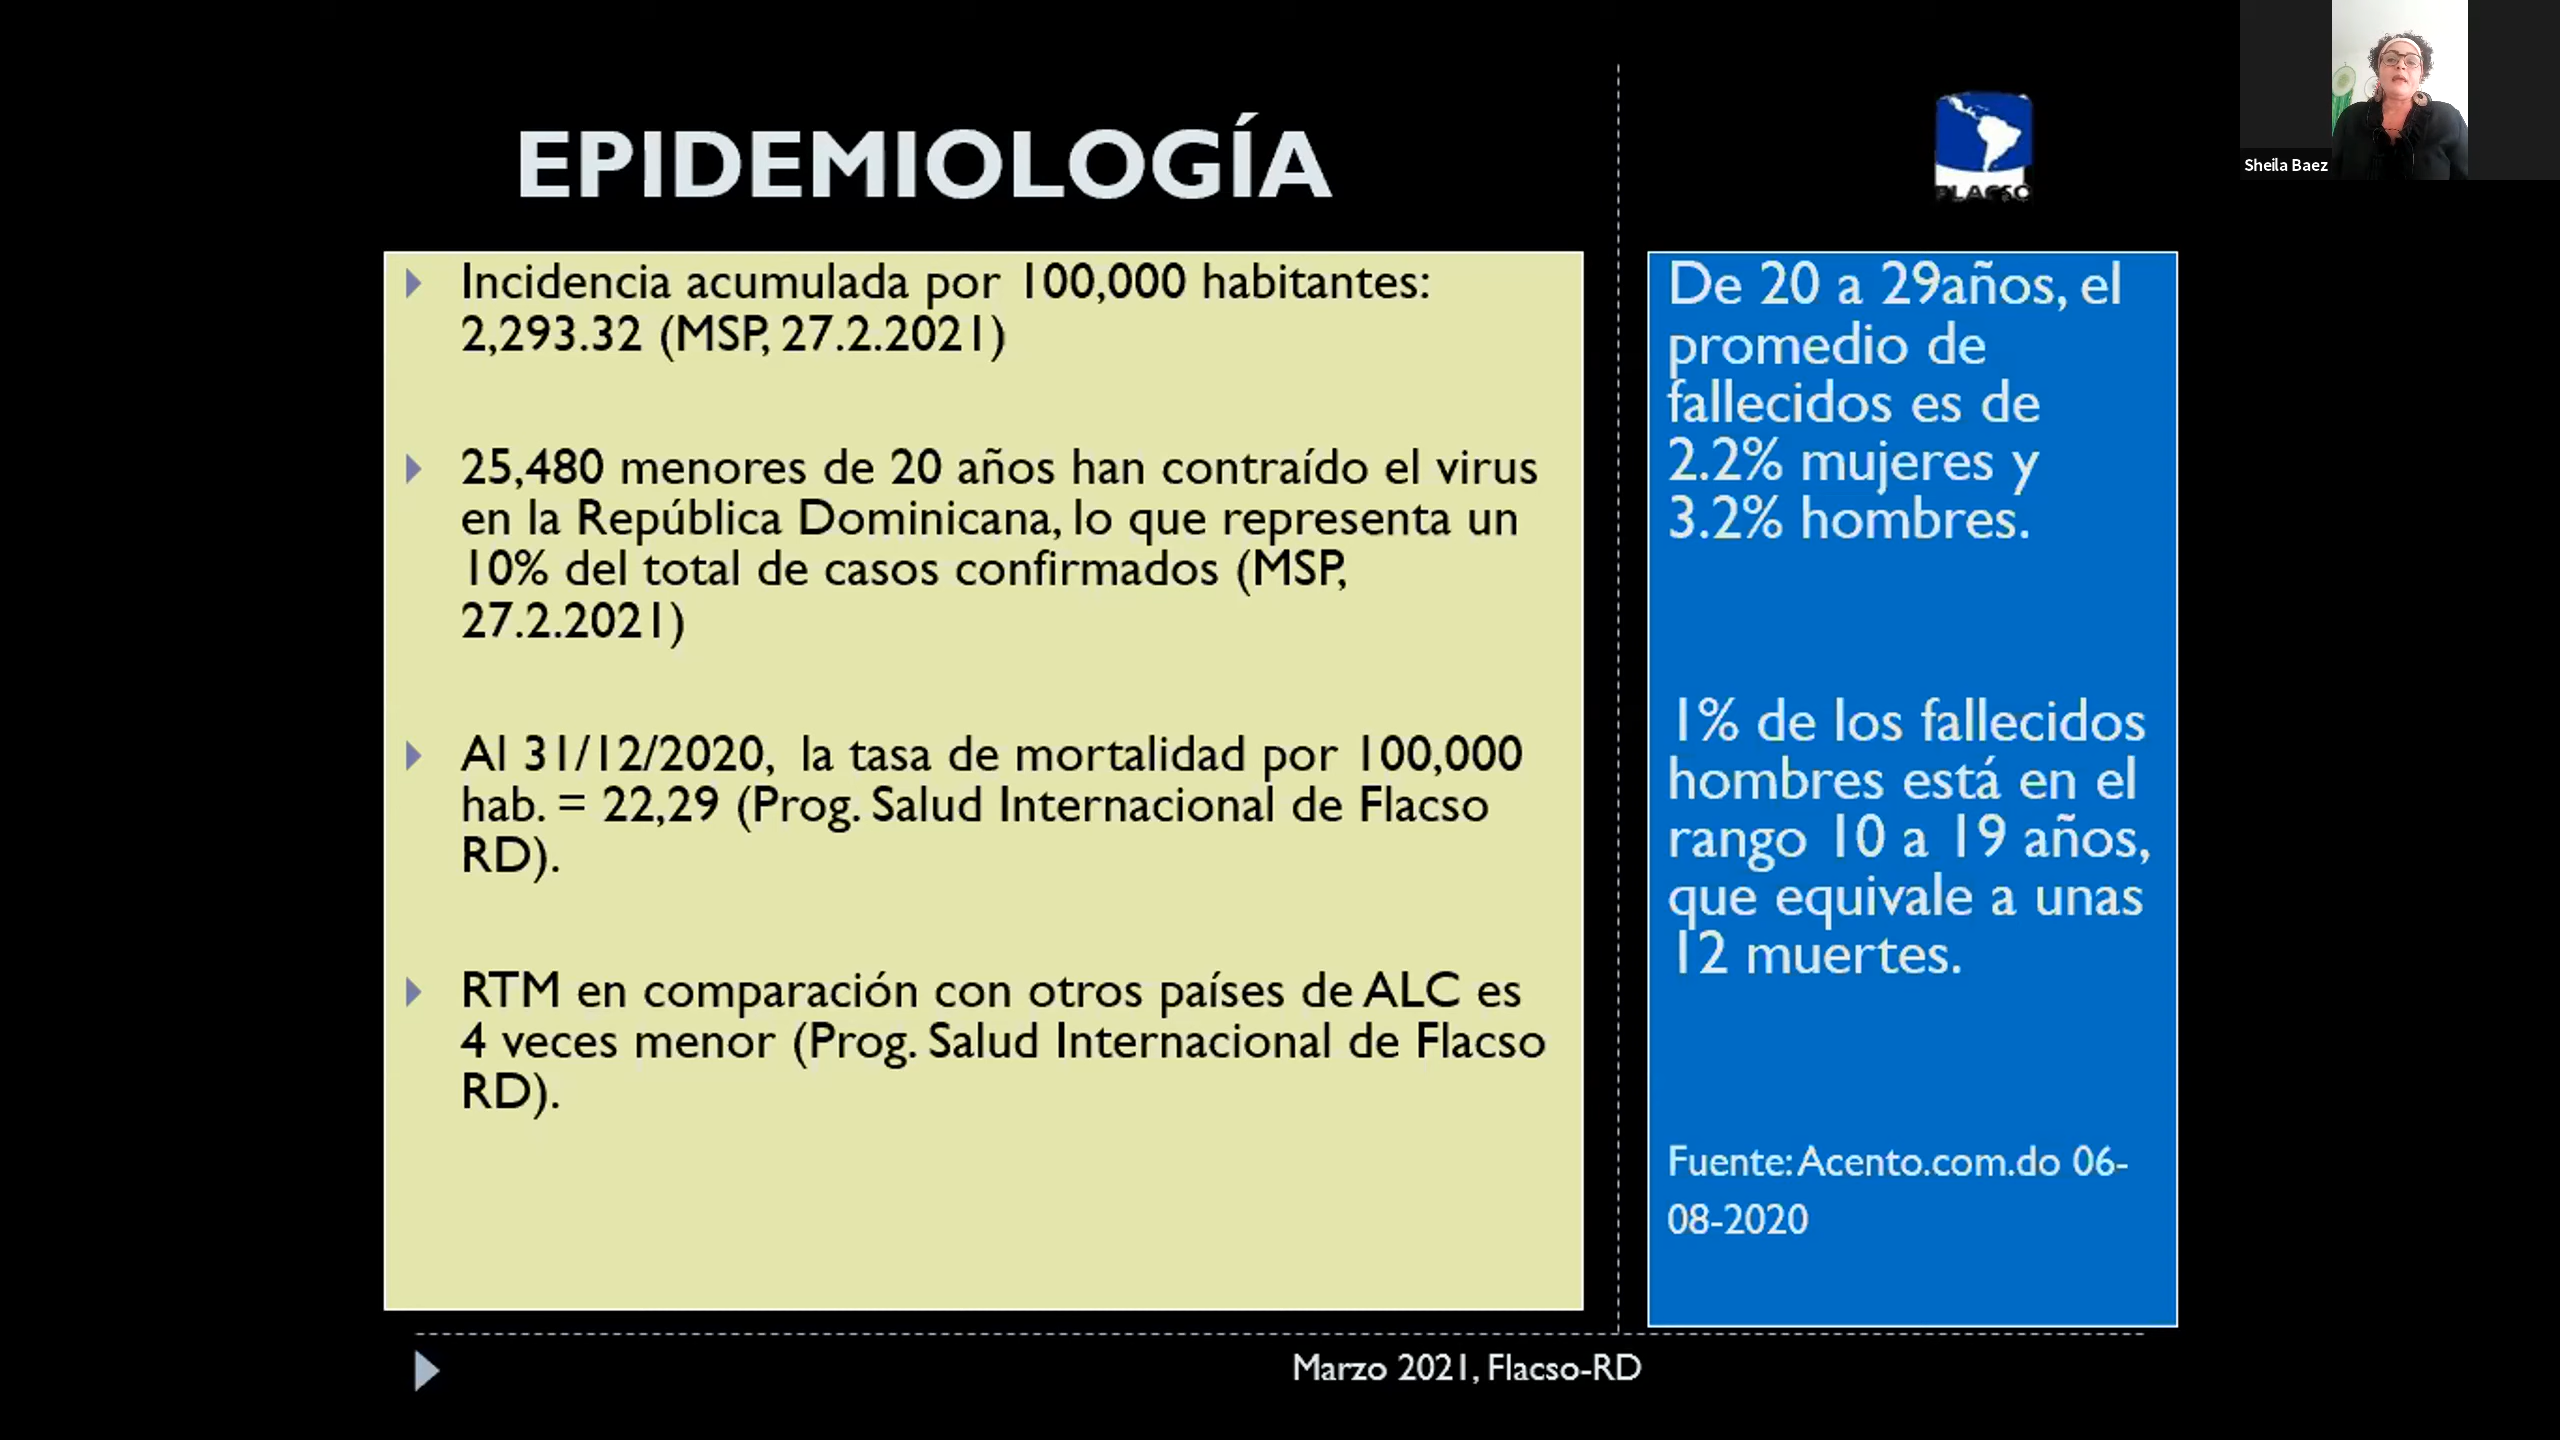 EPIDEMIOLOGÍA
Incidencia acumulada por 100,000 habitantes:
2,293.32 (MSP, 27.2.2021)
25,480 menores de 20 años han contraído el virus
en la República Dominicana, lo que representa un
10% del total de casos confirmados (MSP,
27.2.2021)
Al 31/12/2020, la tasa de mortalidad por 100,000
hab. = 22,29 (Prog. Salud Internacional de Flacso
RD).
RTM en comparación con otros países de ALC es
4 veces menor (Prog. Salud Internacional de Flacso
RD).
FLACSO
De 20 a 29años, el
promedio de
fallecidos es de
2.2% mujeres y
3.2% hombres.
1% de los fallecidos
hombres está en el
rango 10 a 19 años,
que equivale a unas
12 muertes.
Fuente: Acento.com.do 06-
08-2020
Marzo 2021, Flacso-RD
Sheila Baez